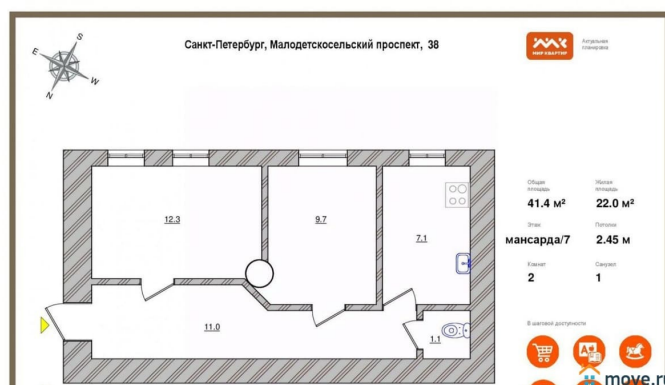 Санкт-Петербург, Малодетскосельский проспект, 38
МИР КВАРТИР
Актуальная
планировка
S
E
W
N
12.3
9.7
7.1
11.0
1.1
Общая площадь
Жилая площадь
41.4 м²
22.0 м²
Этаж
Потолок
мансарда/7
2.45 м
Комнат
Санузел
2
1
В шаговой доступности
move.ru